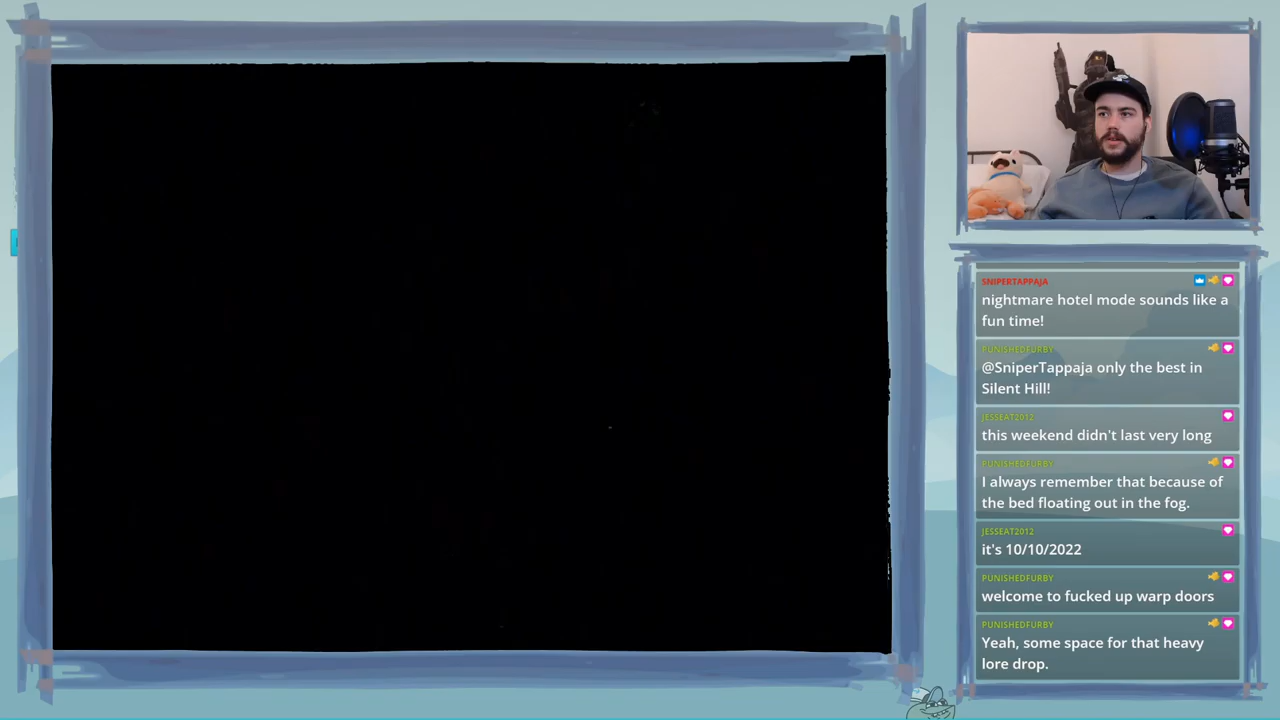 SNIPERTAPPAJA
nightmare hotel mode sounds like a
fun time!
PUNISHEDFURBY
@SniperTappaja only the best in
Silent Hill!
JESSEAT2012
this weekend didn't last very long
PUNISHEDFURBY
I always remember that because of
the bed floating out in the fog.
JESSEAT2012
it's 10/10/2022
PUNISHEDFURBY
welcome to fucked up warp doors
PUNISHEDFURBY
Yeah, some space for that heavy
lore drop.